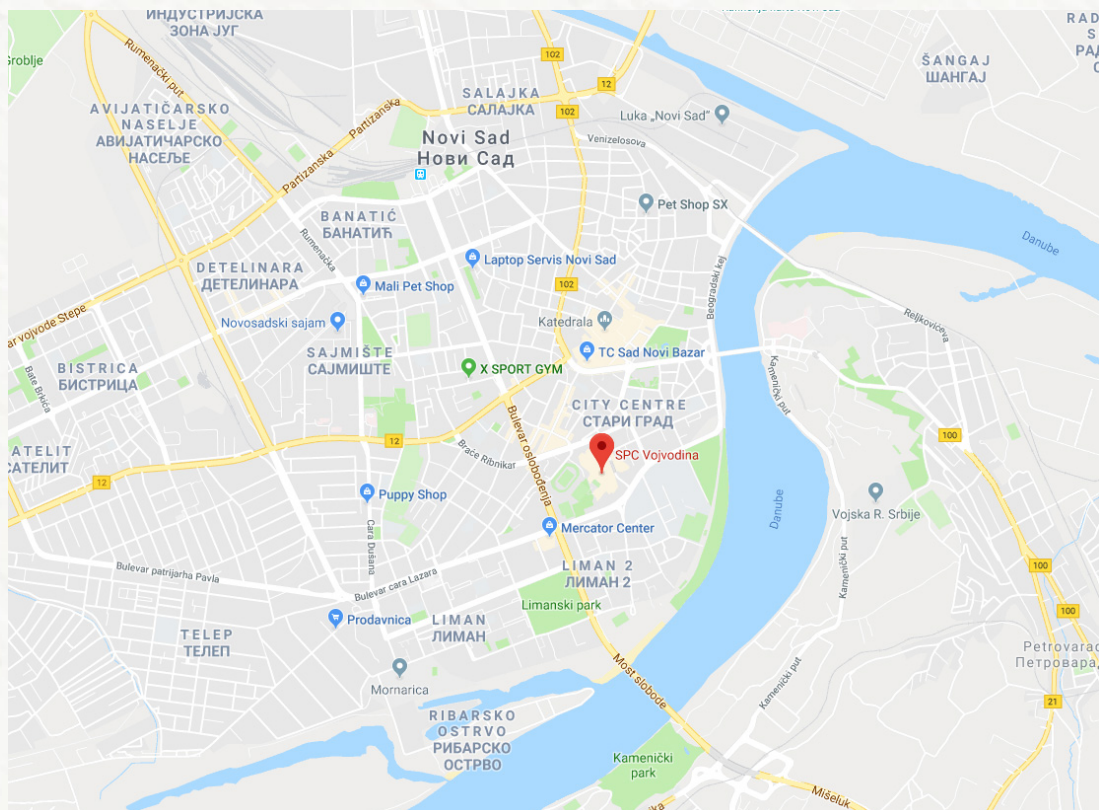 ИНДУСТРИЈСКА
ЗОНА ЈУГ
Rumenački put
Groblje
102
12
102
SALAJKA
САЛАЈКА
ŠANGAJ
ШАНГАЈ
AVIJATIČARSKO
NASELJE
АВИЈАТИЧАРСКО
НАСЕЉЕ
Partizanska
Partizanska
Luka „Novi Sad"
Venizelosova
Novi Sad
Нови Сад
Pet Shop SX
BANATIĆ
БАНАТИЋ
Rumenačka
Danube
Beogradski kej
Laptop Servis Novi Sad
DETELINARA
ДЕТЕЛИНАРА
Mali Pet Shop
102
Reljkovićeva
ar vojvode Stepe
Novosadski sajam
Katedrala
TC Sad Novi Bazar
SAJMIŠTE
САЈМИШТЕ
BISTRICA
БИСТРИЦА
Bate Brkića
X SPORT GYM
Kamenički put
CITY CENTRE
СТАРИ ГРАД
Bulevar oslobođenja
12
100
ATELIT
САТЕЛИТ
Braće Ribnikar
SPC Vojvodina
12
Puppy Shop
Danube
Vojska R. Srbije
Cara Dušana
Mercator Center
Bulevar patrijarha Pavla
Bulevar cara Lazara
LIMAN 2
ЛИМАН 2
Kamenički put
100
100
Limanski park
Prodavnica
LIMAN
ЛИМАН
TELEP
ТЕЛЕП
Petrovarad
Петровара
Mornarica
Most slobode
Kamenički put
21
RIBARSKO
OSTRVO
РИБАРСКО
ОСТРВО
Kamenički
park
Mišeluk